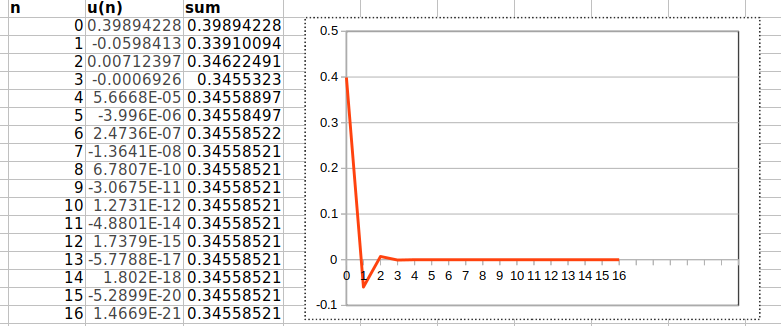 n u(n) sum
0 0.39894228 0.39894228
1 -0.0598413 0.33910094
2 0.00712397 0.34622491
3 -0.0006926 0.3455323
4 5.6668E-05 0.34558897
5 -3.996E-06 0.34558497
6 2.4736E-07 0.34558522
7 -1.3641E-08 0.34558521
8 6.7807E-10 0.34558521
9 -3.0675E-11 0.34558521
10 1.2731E-12 0.34558521
11 -4.8801E-14 0.34558521
12 1.7379E-15 0.34558521
13 -5.7788E-17 0.34558521
14 1.802E-18 0.34558521
15 -5.2899E-20 0.34558521
16 1.4669E-21 0.34558521
0.5
0.4
0.3
0.2
0.1
0
-0.1
0 1 2 3 4 5 6 7 8 9 10 11 12 13 14 15 16